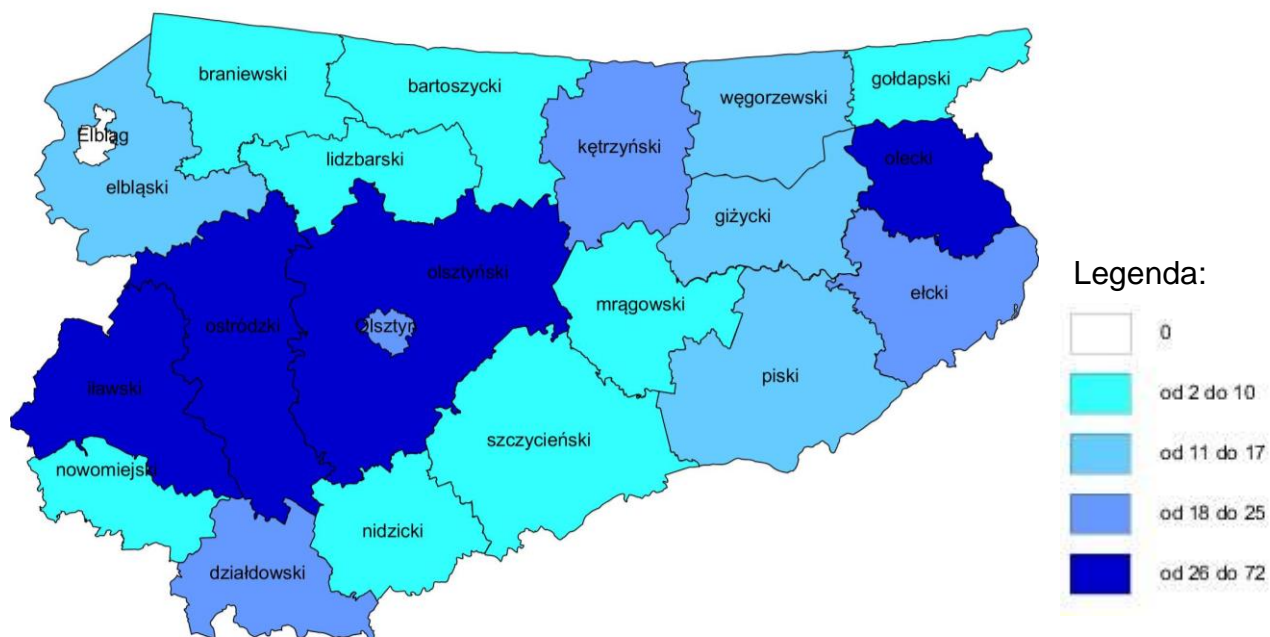 braniewski
bartoszycki
gołdapski
węgorzewski
Elbląg
kętrzyński
olecki
lidzbarski
elbląski
giżycki
olsztyński
ełcki
mrągowski
ostródzki
Olsztyn
iławski
piski
szczycieński
nowomiejski
nidzicki
działdowski
Legenda:
0
od 2 do 10
od 11 do 17
od 18 do 25
od 26 do 72